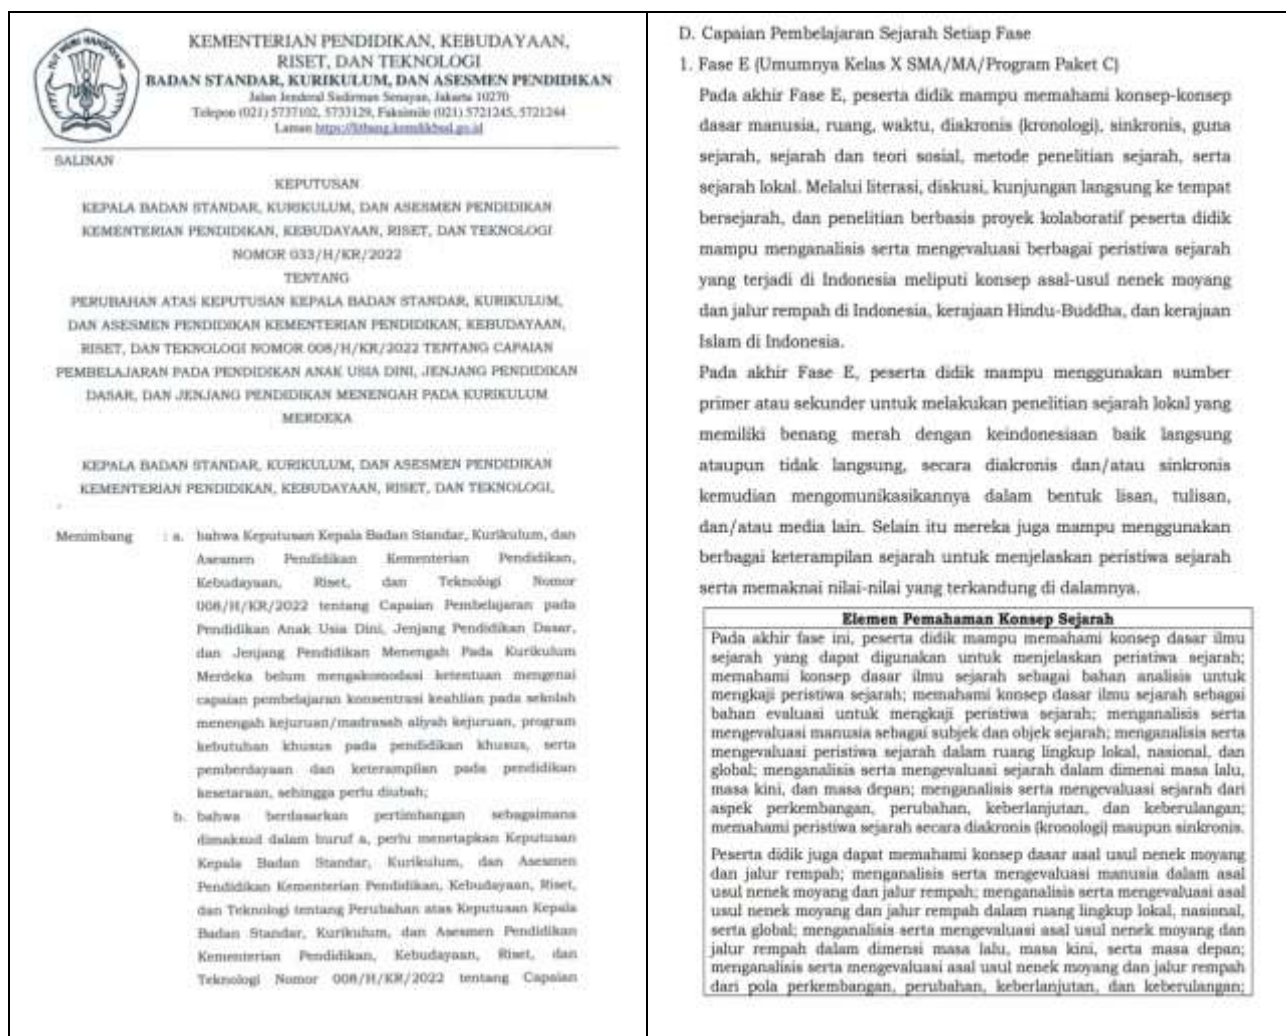 TUT WURI HANDAYANI
KEMENTERIAN PENDIDIKAN, KEBUDAYAAN,
RISET, DAN TEKNOLOGI
BADAN STANDAR, KURIKULUM, DAN ASESMEN PENDIDIKAN
Jalan Jenderal Sudirman Senayan, Jakarta 10270
Telepon (021) 5737102, 5733129, Faksimile (021) 5721245, 5721244
Laman https://litbang.kemdikbud.go.id
SALINAN
KEPUTUSAN
KEPALA BADAN STANDAR, KURIKULUM, DAN ASESMEN PENDIDIKAN
KEMENTERIAN PENDIDIKAN, KEBUDAYAAN, RISET, DAN TEKNOLOGI
NOMOR 033/H/KR/2022
TENTANG
PERUBAHAN ATAS KEPUTUSAN KEPALA BADAN STANDAR, KURIKULUM,
DAN ASESMEN PENDIDIKAN KEMENTERIAN PENDIDIKAN, KEBUDAYAAN,
RISET, DAN TEKNOLOGI NOMOR 008/H/KR/2022 TENTANG CAPAIAN
PEMBELAJARAN PADA PENDIDIKAN ANAK USIA DINI, JENJANG PENDIDIKAN
DASAR, DAN JENJANG PENDIDIKAN MENENGAH PADA KURIKULUM
MERDEKA
KEPALA BADAN STANDAR, KURIKULUM, DAN ASESMEN PENDIDIKAN
KEMENTERIAN PENDIDIKAN, KEBUDAYAAN, RISET, DAN TEKNOLOGI,
Menimbang : a. bahwa Keputusan Kepala Badan Standar, Kurikulum, dan
Asesmen Pendidikan Kementerian Pendidikan,
Kebudayaan, Riset, dan Teknologi Nomor
008/H/KR/2022 tentang Capaian Pembelajaran pada
Pendidikan Anak Usia Dini, Jenjang Pendidikan Dasar,
dan Jenjang Pendidikan Menengah Pada Kurikulum
Merdeka belum mengakomodasi ketentuan mengenai
capaian pembelajaran konsentrasi keahlian pada sekolah
menengah kejuruan/madrasah aliyah kejuruan, program
kebutuhan khusus pada pendidikan khusus, serta
pemberdayaan dan keterampilan pada pendidikan
kesetaraan, sehingga perlu diubah;
b. bahwa berdasarkan pertimbangan sebagaimana
dimaksud dalam huruf a, perlu menetapkan Keputusan
Kepala Badan Standar, Kurikulum, dan Asesmen
Pendidikan Kementerian Pendidikan, Kebudayaan, Riset,
dan Teknologi tentang Perubahan atas Keputusan Kepala
Badan Standar, Kurikulum, dan Asesmen Pendidikan
Kementerian Pendidikan, Kebudayaan, Riset, dan
Teknologi Nomor 008/H/KR/2022 tentang Capaian
D. Capaian Pembelajaran Sejarah Setiap Fase
1. Fase E (Umumnya Kelas X SMA/MA/Program Paket C)
Pada akhir Fase E, peserta didik mampu memahami konsep-konsep
dasar manusia, ruang, waktu, diakronis (kronologi), sinkronis, guna
sejarah, sejarah dan teori sosial, metode penelitian sejarah, serta
sejarah lokal. Melalui literasi, diskusi, kunjungan langsung ke tempat
bersejarah, dan penelitian berbasis proyek kolaboratif peserta didik
mampu menganalisis serta mengevaluasi berbagai peristiwa sejarah
yang terjadi di Indonesia meliputi konsep asal-usul nenek moyang
dan jalur rempah di Indonesia, kerajaan Hindu-Buddha, dan kerajaan
Islam di Indonesia.
Pada akhir Fase E, peserta didik mampu menggunakan sumber
primer atau sekunder untuk melakukan penelitian sejarah lokal yang
memiliki benang merah dengan keindonesiaan baik langsung
ataupun tidak langsung, secara diakronis dan/atau sinkronis
kemudian mengomunikasikannya dalam bentuk lisan, tulisan,
dan/atau media lain. Selain itu mereka juga mampu menggunakan
berbagai keterampilan sejarah untuk menjelaskan peristiwa sejarah
serta memaknai nilai-nilai yang terkandung di dalamnya.
Elemen Pemahaman Konsep Sejarah
Pada akhir fase ini, peserta didik mampu memahami konsep dasar ilmu
sejarah yang dapat digunakan untuk menjelaskan peristiwa sejarah;
memahami konsep dasar ilmu sejarah sebagai bahan analisis untuk
mengkaji peristiwa sejarah; memahami konsep dasar ilmu sejarah sebagai
bahan evaluasi untuk mengkaji peristiwa sejarah; menganalisis serta
mengevaluasi manusia sebagai subjek dan objek sejarah; menganalisis serta
mengevaluasi peristiwa sejarah dalam ruang lingkup lokal, nasional, dan
global; menganalisis serta mengevaluasi sejarah dalam dimensi masa lalu,
masa kini, dan masa depan; menganalisis serta mengevaluasi sejarah dari
aspek perkembangan, perubahan, keberlanjutan, dan keberulangan;
memahami peristiwa sejarah secara diakronis (kronologi) maupun sinkronis.
Peserta didik juga dapat memahami konsep dasar asal usul nenek moyang
dan jalur rempah; menganalisis serta mengevaluasi manusia dalam asal
usul nenek moyang dan jalur rempah; menganalisis serta mengevaluasi asal
usul nenek moyang dan jalur rempah dalam ruang lingkup lokal, nasional,
serta global; menganalisis serta mengevaluasi asal usul nenek moyang dan
jalur rempah dalam dimensi masa lalu, masa kini, serta masa depan;
menganalisis serta mengevaluasi asal usul nenek moyang dan jalur rempah
dari pola perkembangan, perubahan, keberlanjutan, dan keberulangan;